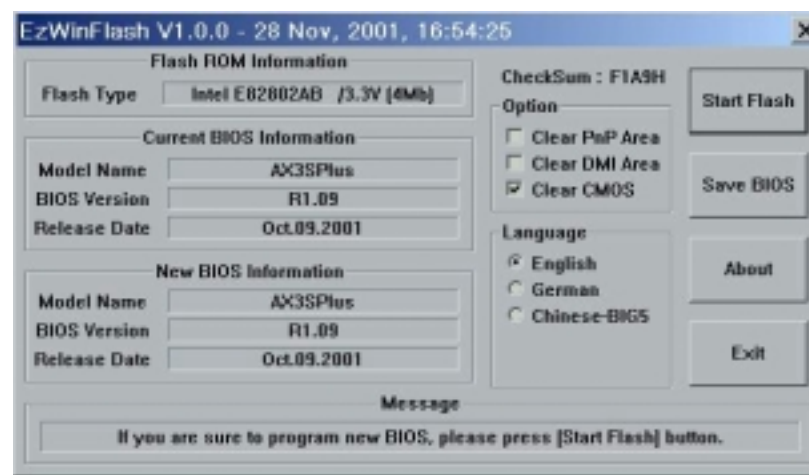 EzWinFlash V1.0.0 - 28 Nov, 2001, 16:54:25
Flash ROM Information
Flash Type Intel E82802AB /3.3V (4Mb)
Current BIOS Information
Model Name AX3SPlus
BIOS Version R1.09
Release Date Oct.09.2001
New BIOS Information
Model Name AX3SPlus
BIOS Version R1.09
Release Date Oct.09.2001
CheckSum : F1A9H
Option
Clear PnP Area
Clear DMI Area
Clear CMOS
Language
English
German
Chinese-BIG5
Start Flash
Save BIOS
About
Exit
Message
If you are sure to program new BIOS, please press [Start Flash] button.